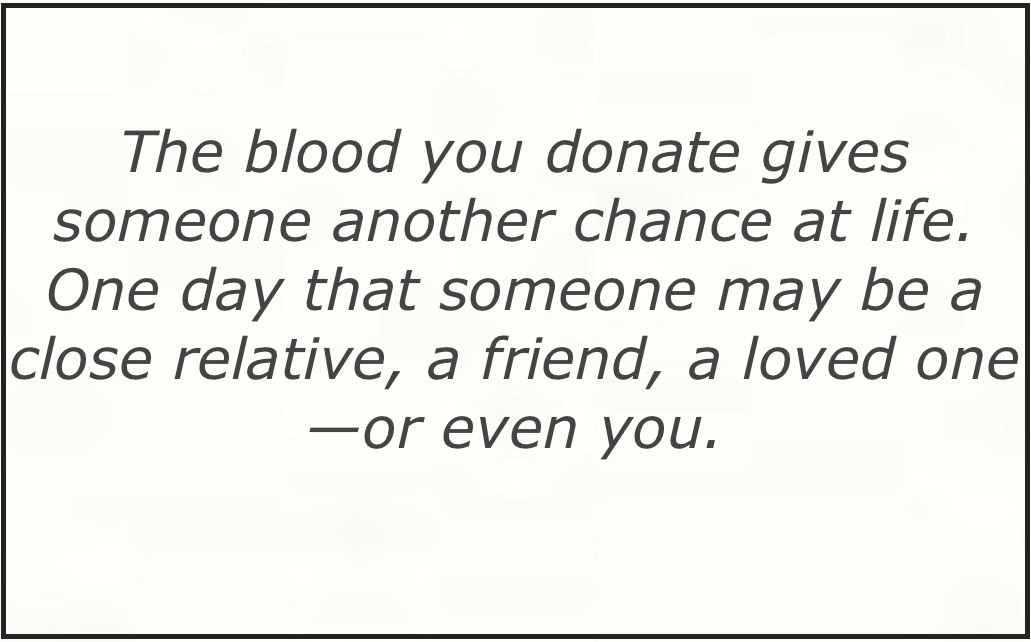 The blood you donate gives
someone another chance at life.
One day that someone may be a
close relative, a friend, a loved one
—or even you.